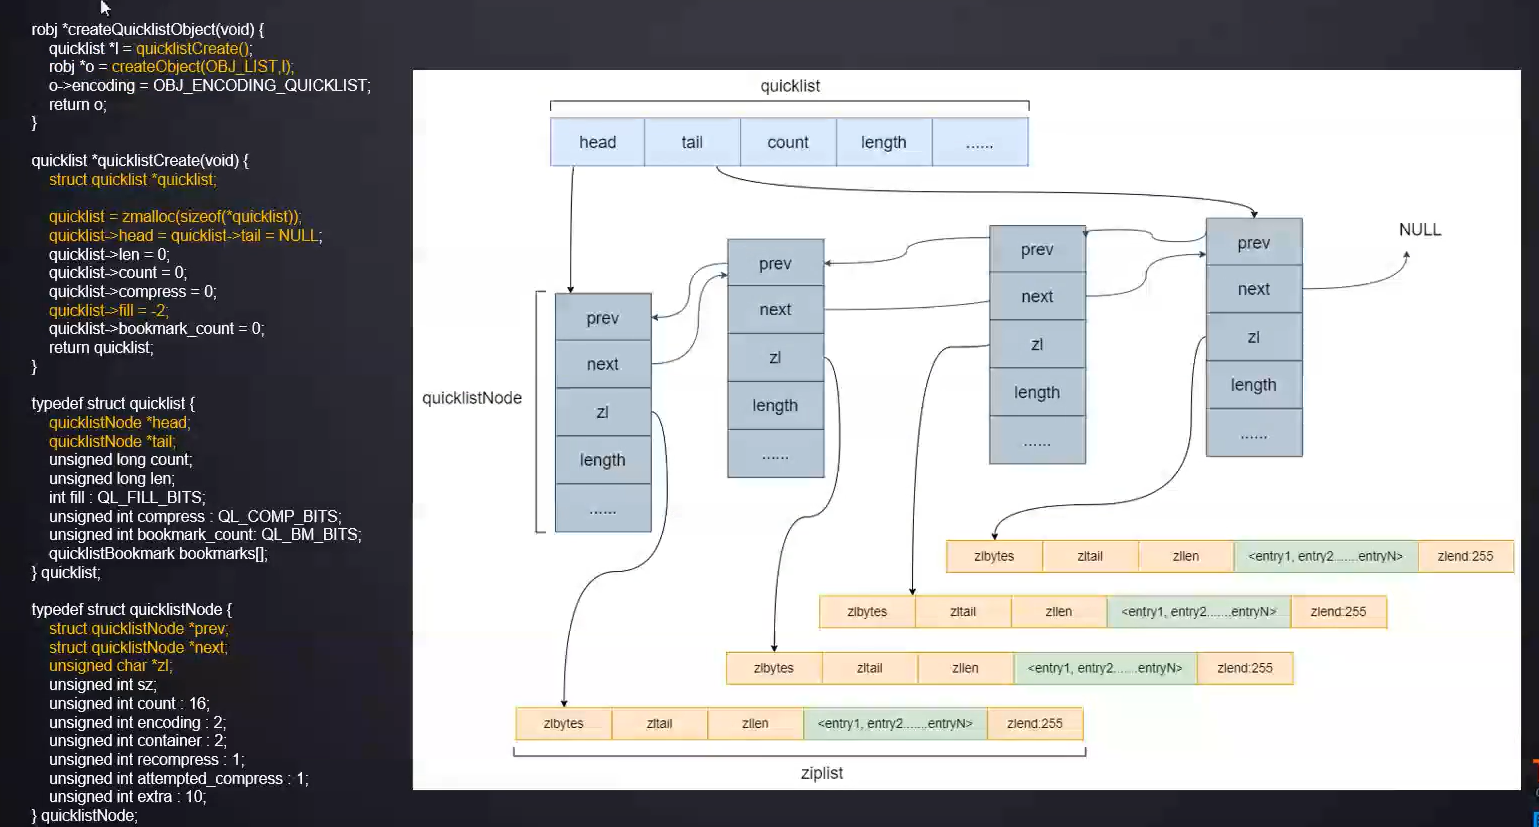 robj *createQuicklistObject(void) {
quicklist *l = quicklistCreate();
robj *o = createObject(OBJ_LIST,l);
o->encoding = OBJ_ENCODING_QUICKLIST;
return o;
}
quicklist *quicklistCreate(void) {
struct quicklist *quicklist;
quicklist = zmalloc(sizeof(*quicklist));
quicklist->head = quicklist->tail = NULL;
quicklist->len = 0;
quicklist->count = 0;
quicklist->compress = 0;
quicklist->fill = -2;
quicklist->bookmark_count = 0;
return quicklist;
}
typedef struct quicklist {
quicklistNode *head;
quicklistNode *tail;
unsigned long count;
unsigned long len;
int fill : QL_FILL_BITS;
unsigned int compress : QL_COMP_BITS;
unsigned int bookmark_count: QL_BM_BITS;
quicklistBookmark bookmarks[];
} quicklist;
typedef struct quicklistNode {
struct quicklistNode *prev;
struct quicklistNode *next;
unsigned char *zl;
unsigned int sz;
unsigned int count : 16;
unsigned int encoding : 2;
unsigned int container : 2;
unsigned int recompress : 1;
unsigned int attempted_compress : 1;
unsigned int extra : 10;
} quicklistNode;
quicklist
head tail count length ......
quicklistNode
prev
next
zl
length
......
prev
next
zl
length
......
prev
next
zl
length
......
prev
next
zl
length
......
NULL
zlbytes zltail zllen <entry1, entry2.......entryN> zlend:255
zlbytes zltail zllen <entry1, entry2.......entryN> zlend:255
zlbytes zltail zllen <entry1, entry2.......entryN> zlend:255
zlbytes zltail zllen <entry1, entry2.......entryN> zlend:255
ziplist